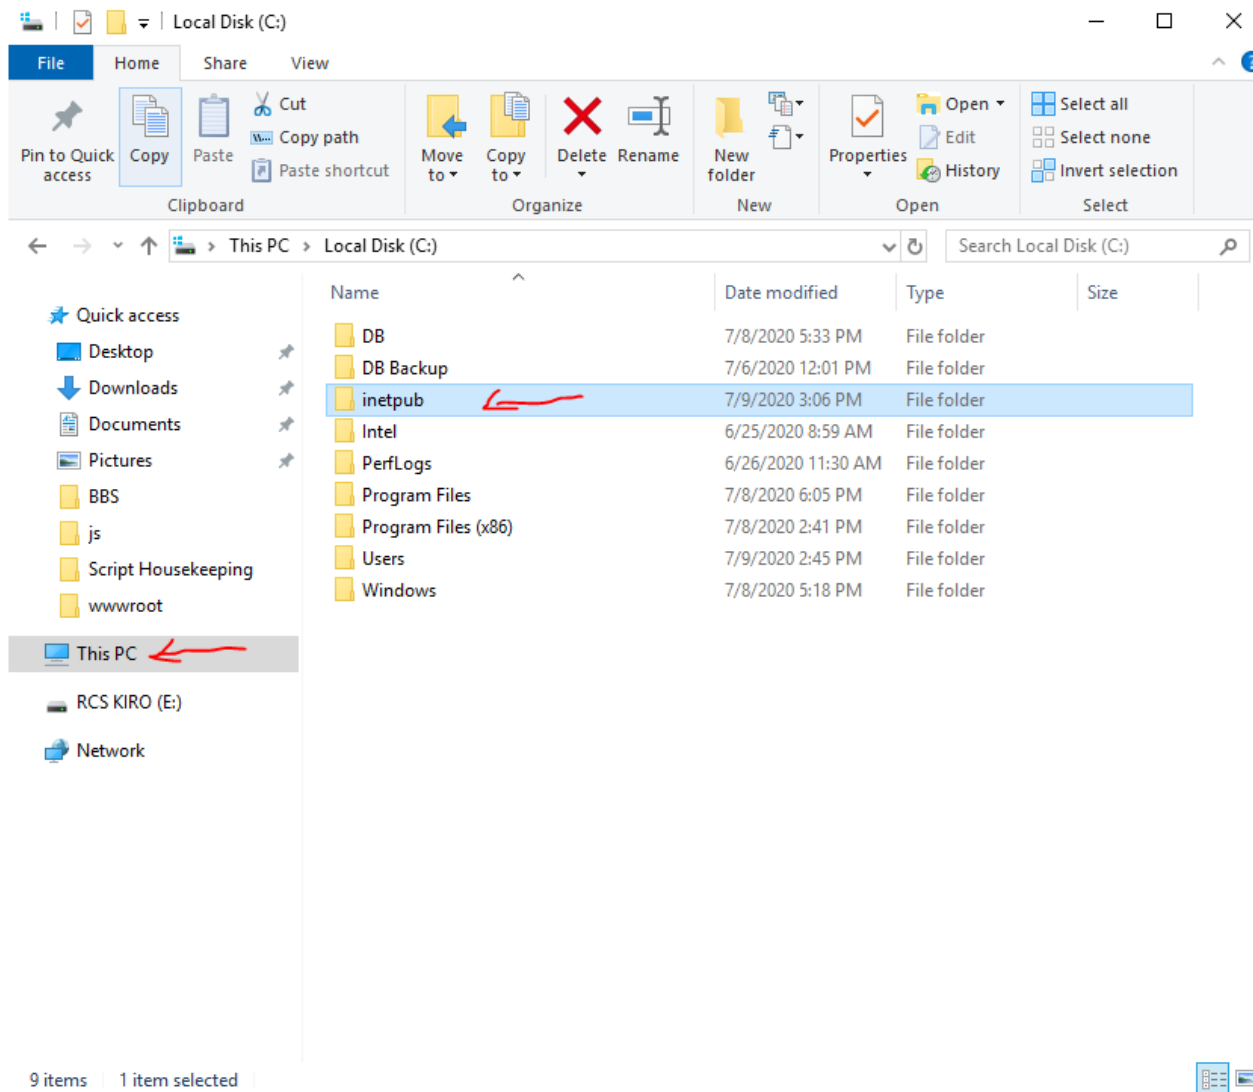 Local Disk (C:)
File Home Share View
Pin to Quick access
Copy
Paste
Cut
Copy path
Paste shortcut
Clipboard
Move to
Copy to
Delete
Rename
Organize
New folder
New
Properties
Open
Edit
History
Open
Select all
Select none
Invert selection
Select
This PC > Local Disk (C:)
Search Local Disk (C:)
Quick access
Desktop
Downloads
Documents
Pictures
BBS
js
Script Housekeeping
wwwroot
This PC
RCS KIRO (E:)
Network
Name Date modified Type Size
DB 7/8/2020 5:33 PM File folder
DB Backup 7/6/2020 12:01 PM File folder
inetpub 7/9/2020 3:06 PM File folder
Intel 6/25/2020 8:59 AM File folder
PerfLogs 6/26/2020 11:30 AM File folder
Program Files 7/8/2020 6:05 PM File folder
Program Files (x86) 7/8/2020 2:41 PM File folder
Users 7/9/2020 2:45 PM File folder
Windows 7/8/2020 5:18 PM File folder
9 items 1 item selected